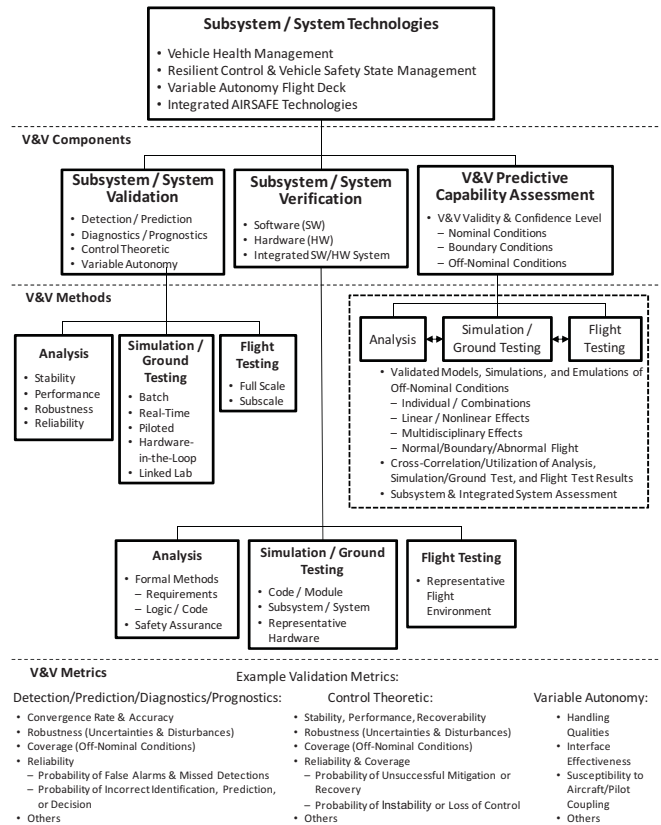 Subsystem / System Technologies
• Vehicle Health Management
• Resilient Control & Vehicle Safety State Management
• Variable Autonomy Flight Deck
• Integrated AIRSAFE Technologies
V&V Components
Subsystem / System
Validation
• Detection / Prediction
• Diagnostics / Prognostics
• Control Theoretic
• Variable Autonomy
Subsystem / System
Verification
• Software (SW)
• Hardware (HW)
• Integrated SW/HW System
V&V Predictive
Capability Assessment
• V&V Validity & Confidence Level
– Nominal Conditions
– Boundary Conditions
– Off-Nominal Conditions
V&V Methods
Analysis
• Stability
• Performance
• Robustness
• Reliability
Simulation /
Ground
Testing
• Batch
• Real-Time
• Piloted
• Hardware-
in-the-Loop
• Linked Lab
Flight
Testing
• Full Scale
• Subscale
Analysis
Simulation /
Ground Testing
Flight
Testing
• Validated Models, Simulations, and Emulations of
Off-Nominal Conditions
– Individual / Combinations
– Linear / Nonlinear Effects
– Multidisciplinary Effects
– Normal/Boundary/Abnormal Flight
• Cross-Correlation/Utilization of Analysis,
Simulation/Ground Test, and Flight Test Results
• Subsystem & Integrated System Assessment
Analysis
• Formal Methods
– Requirements
– Logic / Code
• Safety Assurance
Simulation / Ground
Testing
• Code / Module
• Subsystem / System
• Representative
Hardware
Flight Testing
• Representative
Flight
Environment
V&V Metrics
Example Validation Metrics:
Detection/Prediction/Diagnostics/Prognostics:
• Convergence Rate & Accuracy
• Robustness (Uncertainties & Disturbances)
• Coverage (Off-Nominal Conditions)
• Reliability
– Probability of False Alarms & Missed Detections
– Probability of Incorrect Identification, Prediction,
or Decision
• Others
Control Theoretic:
• Stability, Performance, Recoverability
• Robustness (Uncertainties & Disturbances)
• Coverage (Off-Nominal Conditions)
• Reliability & Coverage
– Probability of Unsuccessful Mitigation or
Recovery
– Probability of Instability or Loss of Control
• Others
Variable Autonomy:
• Handling
Qualities
• Interface
Effectiveness
• Susceptibility to
Aircraft/Pilot
Coupling
• Others